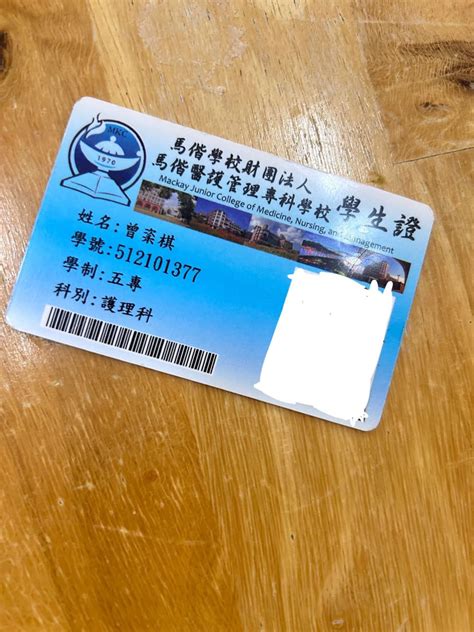 MKC
1970
馬偕學校財團法人
馬偕醫護管理專科學校 學生證
Mackay Junior College of Medicine, Nursing, and Management
姓名:曾棻棋
學號:512101377
學制:五專
科別:護理科